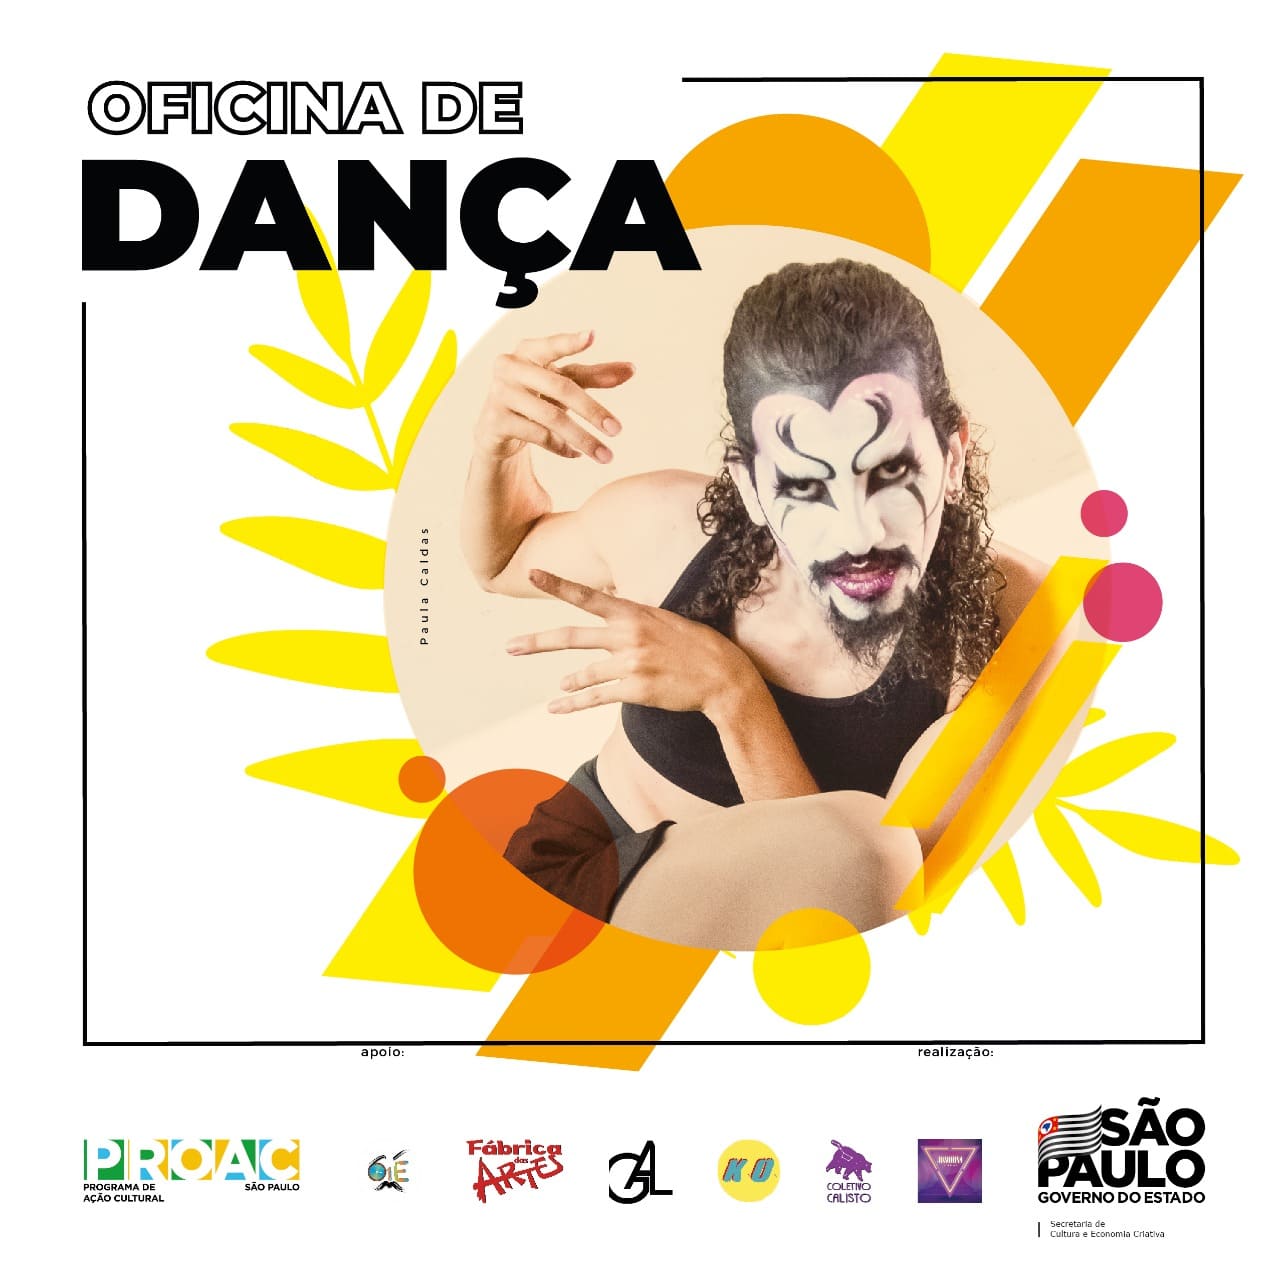 OFICINA DE
DANÇA
Paula Caldas
apoio:
realização:
PROAC
PROGRAMA DE
AÇÃO CULTURAL
SÃO PAULO
Fábrica
das
ARTES
GAL
KO
COLETIVO
CALISTO
SÃO
PAULO
GOVERNO DO ESTADO
Secretaria de
Cultura e Economia Criativa